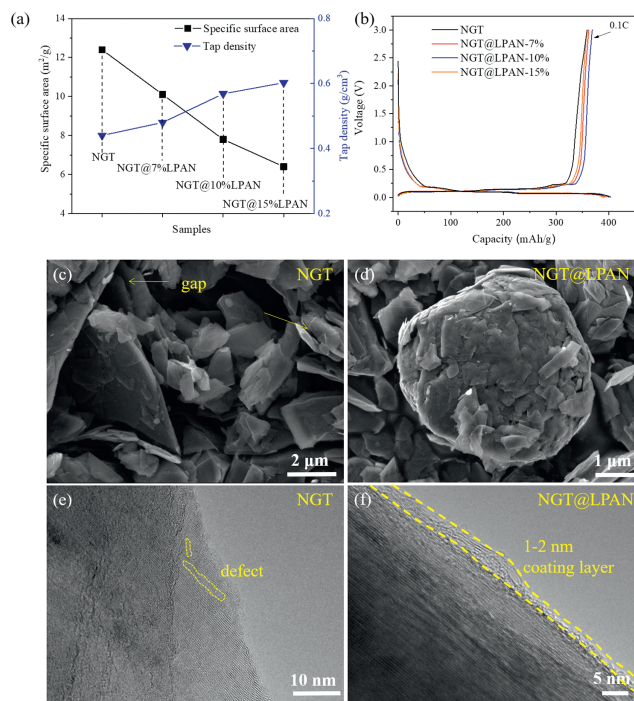 (a)
Specific surface area
Tap density
Specific surface area (m²/g)
14
12
10
8
6
4
0.8
0.6
0.4
0.2
Tap density (g/cm³)
NGT
NGT@7%LPAN
NGT@10%LPAN
NGT@15%LPAN
Samples
(b)
NGT
NGT@LPAN-7%
NGT@LPAN-10%
NGT@LPAN-15%
0.1C
Voltage (V)
3.0
2.5
2.0
1.5
1.0
0.5
0.0
0
100
200
300
400
Capacity (mAh/g)
(c)
NGT
gap
2 μm
(d)
NGT@LPAN
1 μm
(e)
NGT
defect
10 nm
(f)
NGT@LPAN
1-2 nm
coating layer
5 nm